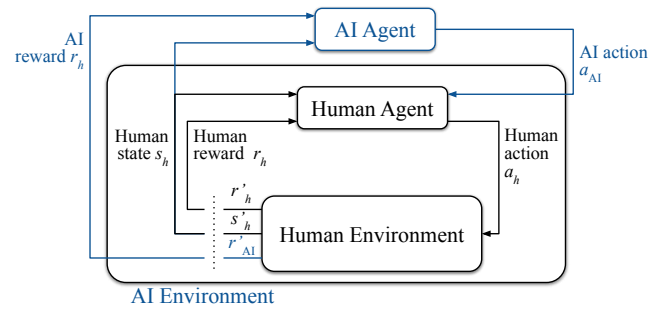 AI
reward r_h
AI Agent
AI action
a_AI
Human Agent
Human
state s_h
Human
reward r_h
Human
action
a_h
r'_h
s'_h
r'_AI
Human Environment
AI Environment